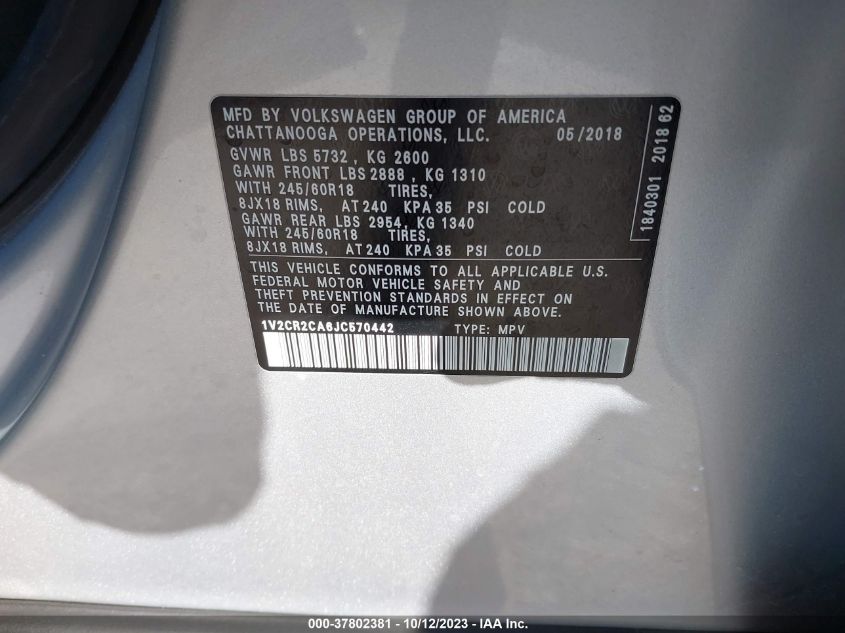 MFD BY VOLKSWAGEN GROUP OF AMERICA
CHATTANOOGA OPERATIONS, LLC. 05/2018
GVWR LBS 5732 , KG 2600
GAWR FRONT LBS 2888 , KG 1310
WITH 245/60R18 TIRES,
8JX18 RIMS, AT 240 KPA 35 PSI COLD
GAWR REAR LBS 2954, KG 1340
WITH 245/60R18 TIRES,
8JX18 RIMS, AT 240 KPA 35 PSI COLD
THIS VEHICLE CONFORMS TO ALL APPLICABLE U.S.
FEDERAL MOTOR VEHICLE SAFETY AND
THEFT PREVENTION STANDARDS IN EFFECT ON
THE DATE OF MANUFACTURE SHOWN ABOVE.
1V2CR2CA6JC570442 TYPE: MPV
1840301 2018 62
000-37802381 - 10/12/2023 - IAAI.com - Copyright 2023 IAA, Inc.